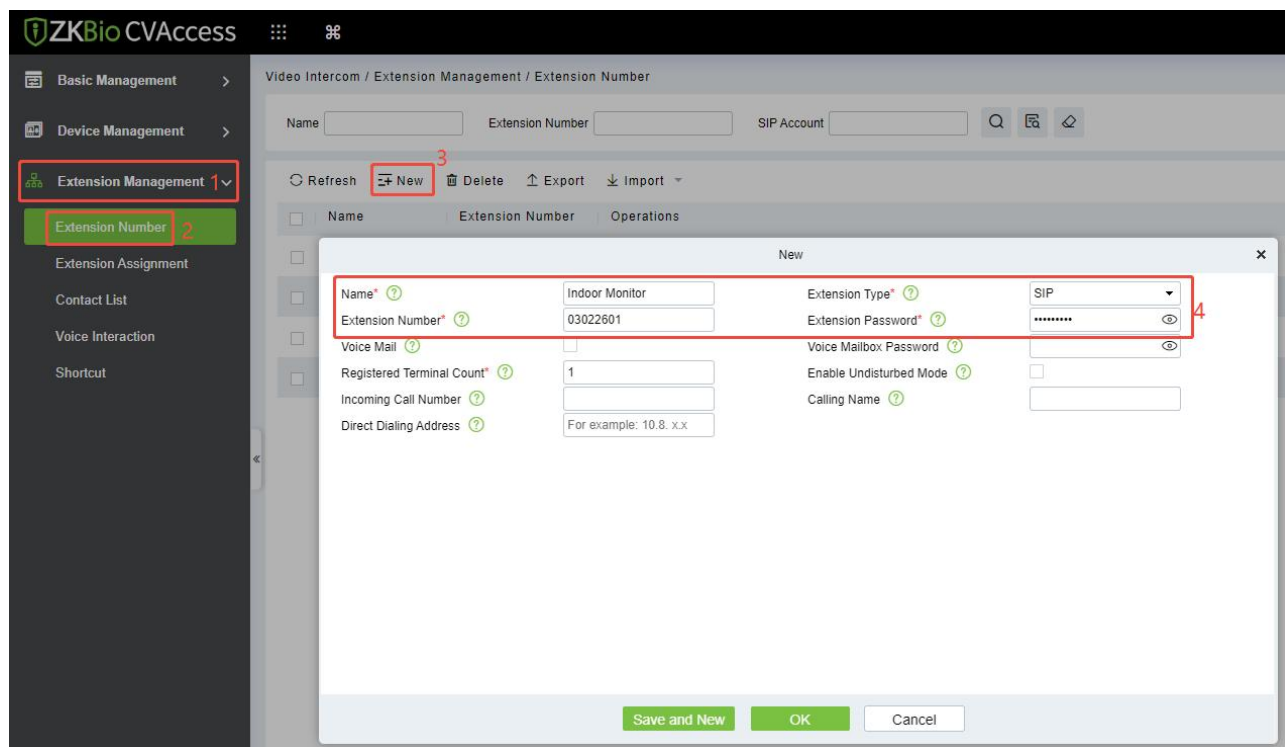 ZKBio CVAccess
Basic Management
Device Management
Extension Management 1
Extension Number 2
Extension Assignment
Contact List
Voice Interaction
Shortcut
Video Intercom / Extension Management / Extension Number
Name Extension Number SIP Account
3
Refresh New Delete Export Import
Name Extension Number Operations
New
Name* Indoor Monitor Extension Type* SIP
Extension Number* 03022601 Extension Password* •••••••••
4
Voice Mail Voice Mailbox Password
Registered Terminal Count* 1 Enable Undisturbed Mode
Incoming Call Number Calling Name
Direct Dialing Address For example: 10.8. x.x
Save and New OK Cancel